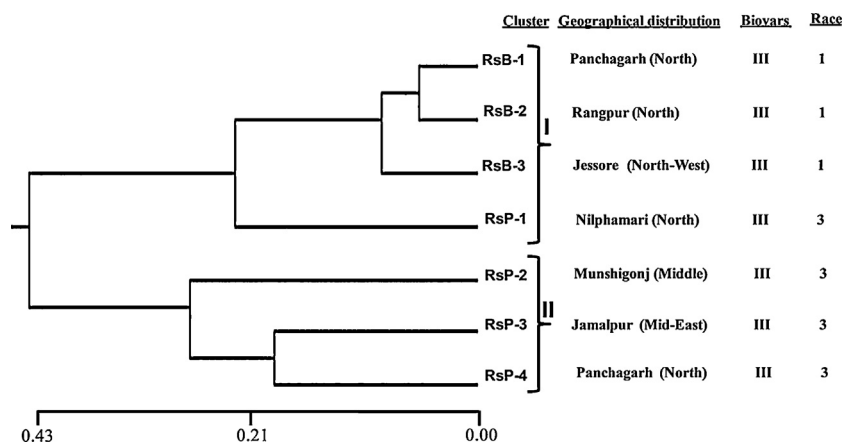 Cluster Geographical distribution Biovars Race
RsB-1 Panchagarh (North) III 1
RsB-2 Rangpur (North) III 1
I
RsB-3 Jessore (North-West) III 1
RsP-1 Nilphamari (North) III 3
RsP-2 Munshigonj (Middle) III 3
II
RsP-3 Jamalpur (Mid-East) III 3
RsP-4 Panchagarh (North) III 3
0.43 0.21 0.00